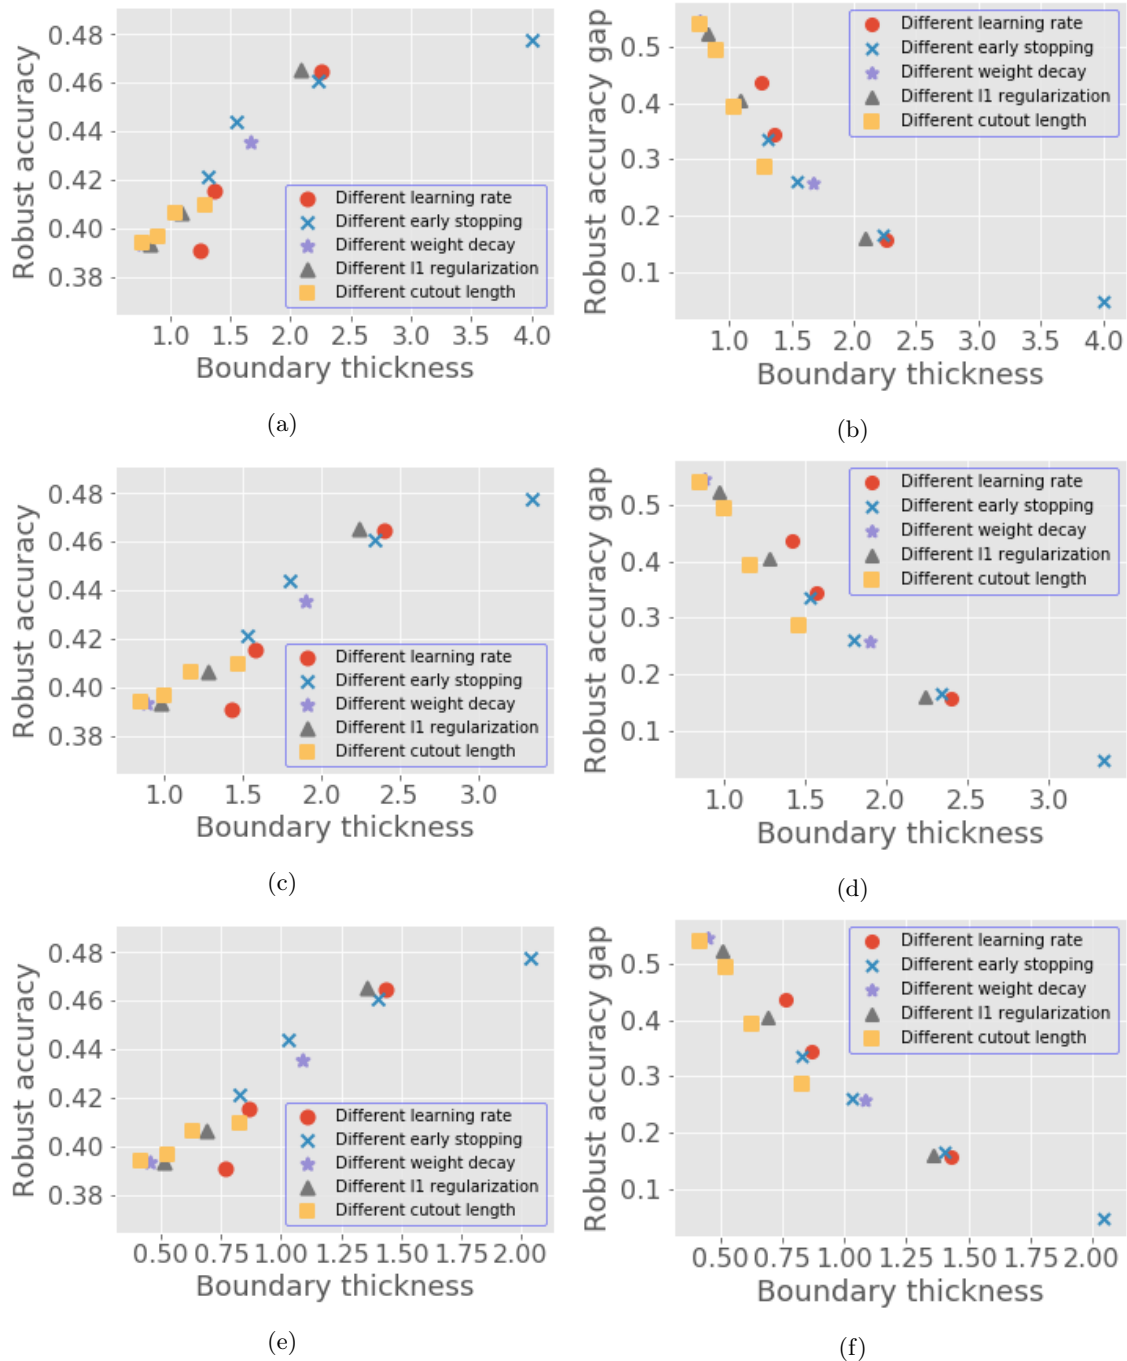 Robust accuracy
0.48
0.46
0.44
0.42
0.40
0.38
Different learning rate
Different early stopping
Different weight decay
Different l1 regularization
Different cutout length
1.0 1.5 2.0 2.5 3.0 3.5 4.0
Boundary thickness
(a)
Robust accuracy gap
0.5
0.4
0.3
0.2
0.1
Different learning rate
Different early stopping
Different weight decay
Different l1 regularization
Different cutout length
1.0 1.5 2.0 2.5 3.0 3.5 4.0
Boundary thickness
(b)
Robust accuracy
0.48
0.46
0.44
0.42
0.40
0.38
Different learning rate
Different early stopping
Different weight decay
Different l1 regularization
Different cutout length
1.0 1.5 2.0 2.5 3.0
Boundary thickness
(c)
Robust accuracy gap
0.5
0.4
0.3
0.2
0.1
Different learning rate
Different early stopping
Different weight decay
Different l1 regularization
Different cutout length
1.0 1.5 2.0 2.5 3.0
Boundary thickness
(d)
Robust accuracy
0.48
0.46
0.44
0.42
0.40
0.38
Different learning rate
Different early stopping
Different weight decay
Different l1 regularization
Different cutout length
0.50 0.75 1.00 1.25 1.50 1.75 2.00
Boundary thickness
(e)
Robust accuracy gap
0.5
0.4
0.3
0.2
0.1
Different learning rate
Different early stopping
Different weight decay
Different l1 regularization
Different cutout length
0.50 0.75 1.00 1.25 1.50 1.75 2.00
Boundary thickness
(f)